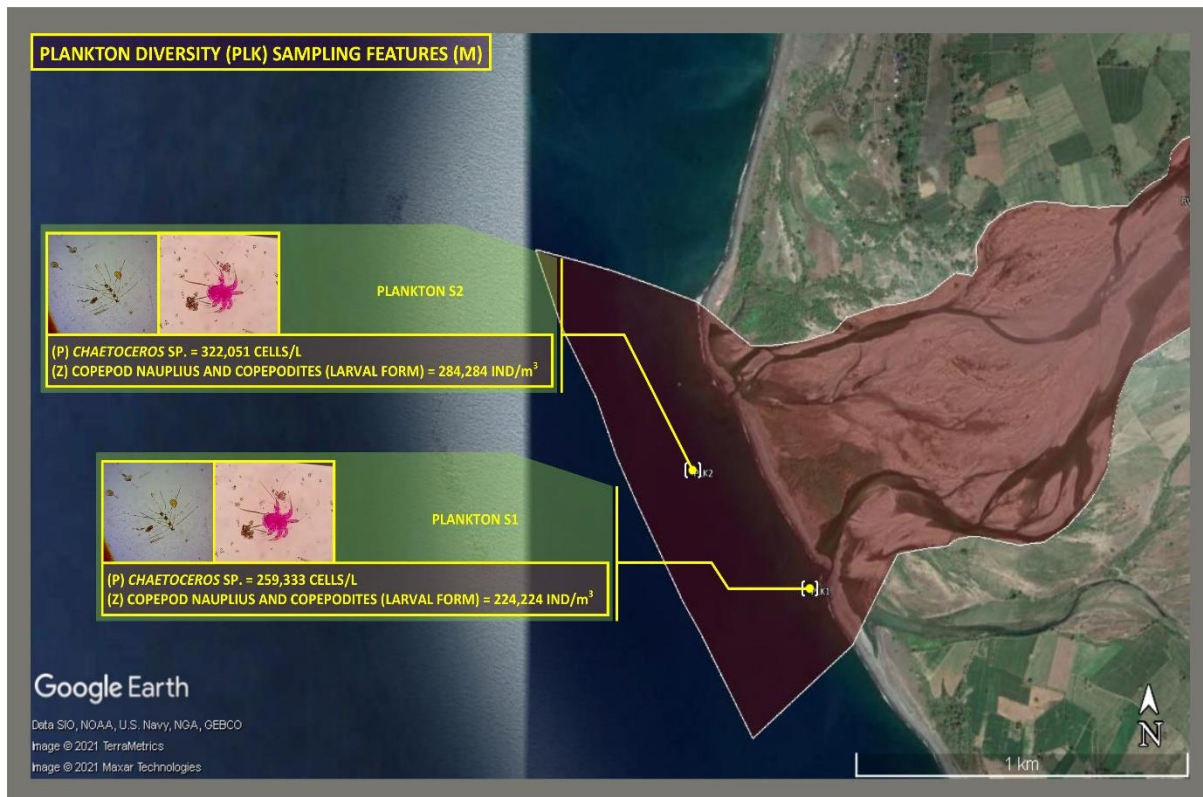 PLANKTON DIVERSITY (PLK) SAMPLING FEATURES (M)
PLANKTON S2
(P) CHAETOCEROS SP. = 322,051 CELLS/L
(Z) COPEPOD NAUPLIUS AND COPEPODITES (LARVAL FORM) = 284,284 IND/m³
PLANKTON S1
(P) CHAETOCEROS SP. = 259,333 CELLS/L
(Z) COPEPOD NAUPLIUS AND COPEPODITES (LARVAL FORM) = 224,224 IND/m³
Google Earth
Data SIO, NOAA, U.S. Navy, NGA, GEBCO
Image © 2021 TerraMetrics
Image © 2021 Maxar Technologies
N
1 km